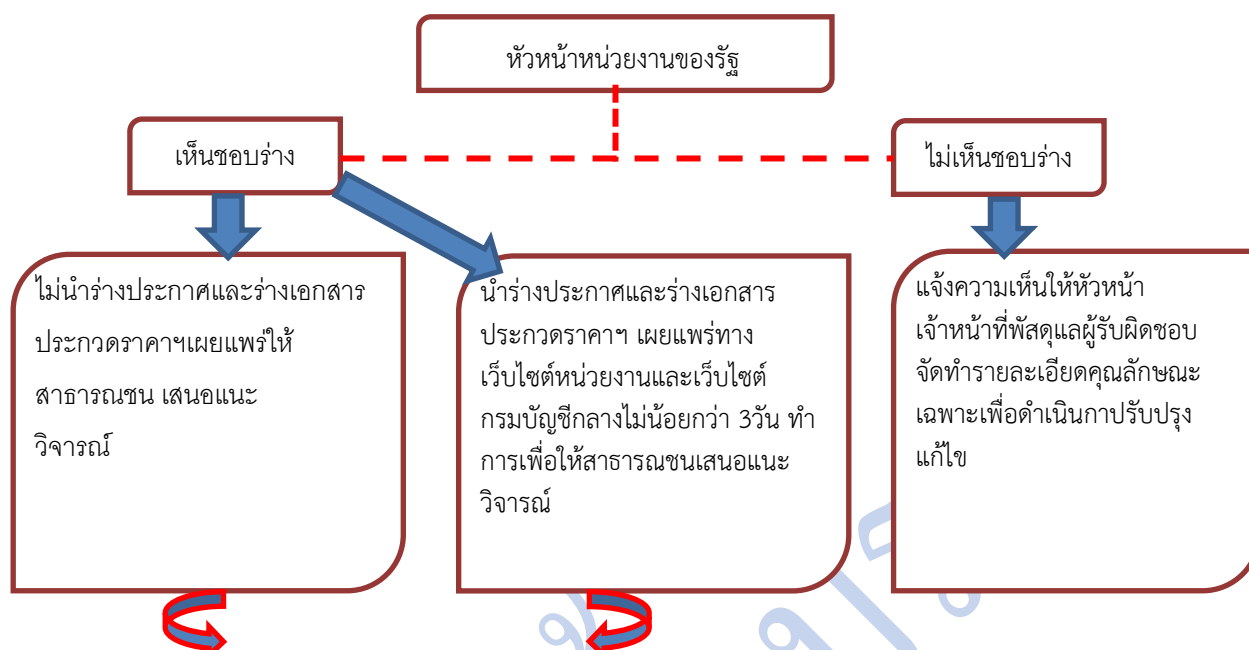 หัวหน้าหน่วยงานของรัฐ
เห็นชอบร่าง
ไม่เห็นชอบร่าง
ไม่นำร่างประกาศและร่างเอกสาร
ประกวดราคาฯเผยแพร่ให้
สาธารณชน เสนอแนะ
วิจารณ์
นำร่างประกาศและร่างเอกสาร
ประกวดราคาฯ เผยแพร่ทาง
เว็บไซต์หน่วยงานและเว็บไซต์
กรมบัญชีกลางไม่น้อยกว่า 3วัน ทำ
การเพื่อให้สาธารณชนเสนอแนะ
วิจารณ์
แจ้งความเห็นให้หัวหน้า
เจ้าหน้าที่พัสดุแลผู้รับผิดชอบ
จัดทำรายละเอียดคุณลักษณะ
เฉพาะเพื่อดำเนินกาปรับปรุง
แก้ไข